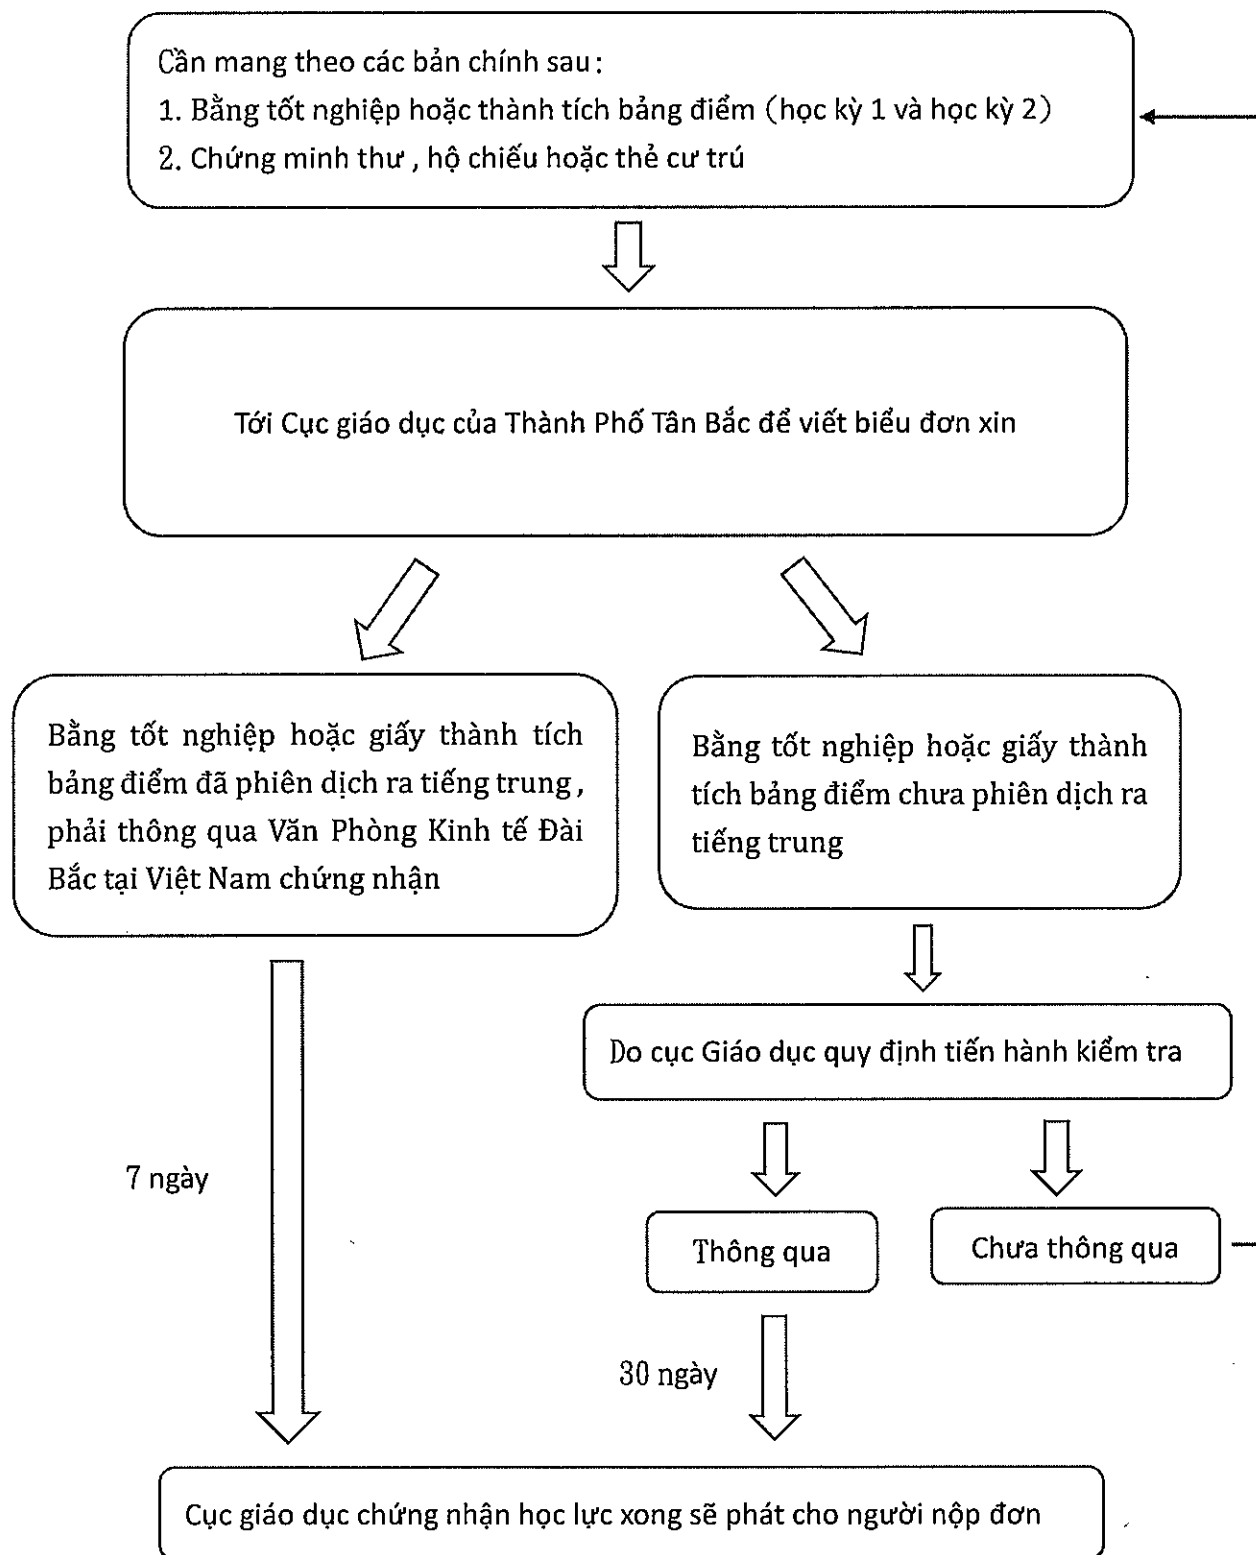 Cần mang theo các bản chính sau:
1. Bằng tốt nghiệp hoặc thành tích bảng điểm (học kỳ 1 và học kỳ 2)
2. Chứng minh thư , hộ chiếu hoặc thẻ cư trú
Tới Cục giáo dục của Thành Phố Tân Bắc để viết biểu đơn xin
Bằng tốt nghiệp hoặc giấy thành tích
bảng điểm đã phiên dịch ra tiếng trung,
phải thông qua Văn Phòng Kinh tế Đài
Bắc tại Việt Nam chứng nhận
Bằng tốt nghiệp hoặc giấy thành
tích bảng điểm chưa phiên dịch ra
tiếng trung
Do cục Giáo dục quy định tiến hành kiểm tra
7 ngày
Thông qua
Chưa thông qua
30 ngày
Cục giáo dục chứng nhận học lực xong sẽ phát cho người nộp đơn